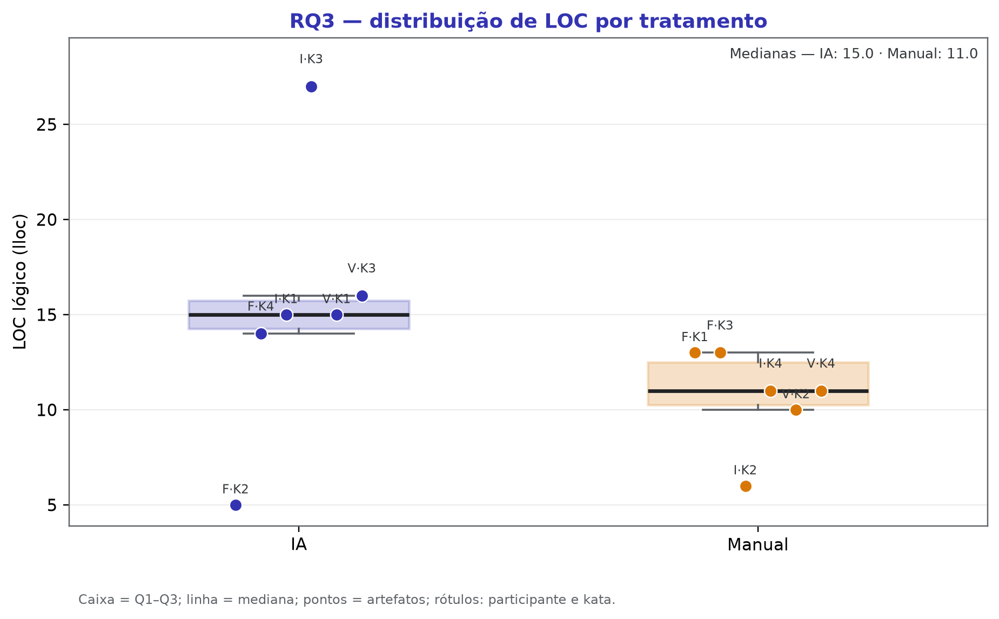 RQ3 — distribuição de LOC por tratamento
Medianas — IA: 15.0 · Manual: 11.0
I·K3
25
20
V·K3
I·K1
V·K1
F·K4
15
F·K3
F·K1
I·K4
V·K4
V·K2
10
I·K2
F·K2
5
LOC lógico (lloc)
IA
Manual
Caixa = Q1–Q3; linha = mediana; pontos = artefatos; rótulos: participante e kata.